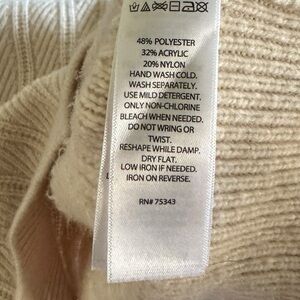 48% POLYESTER
32% ACRYLIC
20% NYLON
HAND WASH COLD.
WASH SEPARATELY.
USE MILD DETERGENT.
ONLY NON-CHLORINE
BLEACH WHEN NEEDED.
DO NOT WRING OR
TWIST.
RESHAPE WHILE DAMP.
DRY FLAT.
LOW IRON IF NEEDED.
IRON ON REVERSE.
RN# 75343